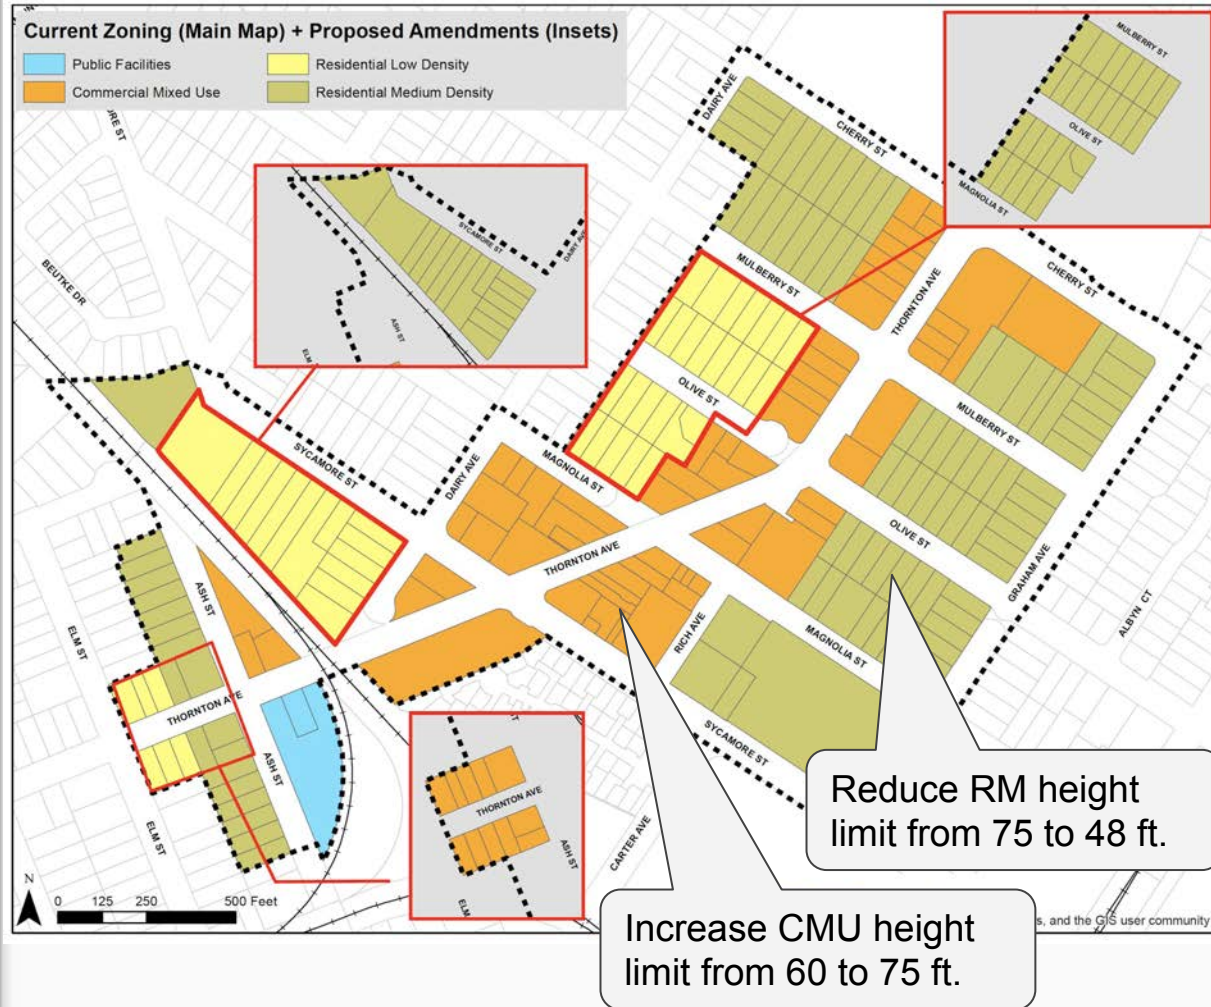 Current Zoning (Main Map) + Proposed Amendments (Insets)
Public Facilities
Residential Low Density
Commercial Mixed Use
Residential Medium Density
MULBERRY ST
OLIVE ST
MAGNOLIA ST
DAIRY AVE
CHERRY ST
ORE ST
SYCAMORE ST
DAIRY AV
ASH ST
ELM
BEUTKE DR
MULBERRY ST
THORNTON AVE
CHERRY ST
OLIVE ST
MULBERRY ST
SYCAMORE ST
DAIRY AVE
MAGNOLIA ST
THORNTON AVE
OLIVE ST
GRAHAM AVE
ALBYN CT
ASH ST
ELM ST
RICH AVE
MAGNOLIA ST
THORNTON AVE
SYCAMORE ST
ASH ST
ELM ST
ST
THORNTON AVE
ASH ST
ELM
CARTER AVE
Reduce RM height
limit from 75 to 48 ft.
Increase CMU height
limit from 60 to 75 ft.
N
0 125 250 500 Feet
s, and the GIS user community